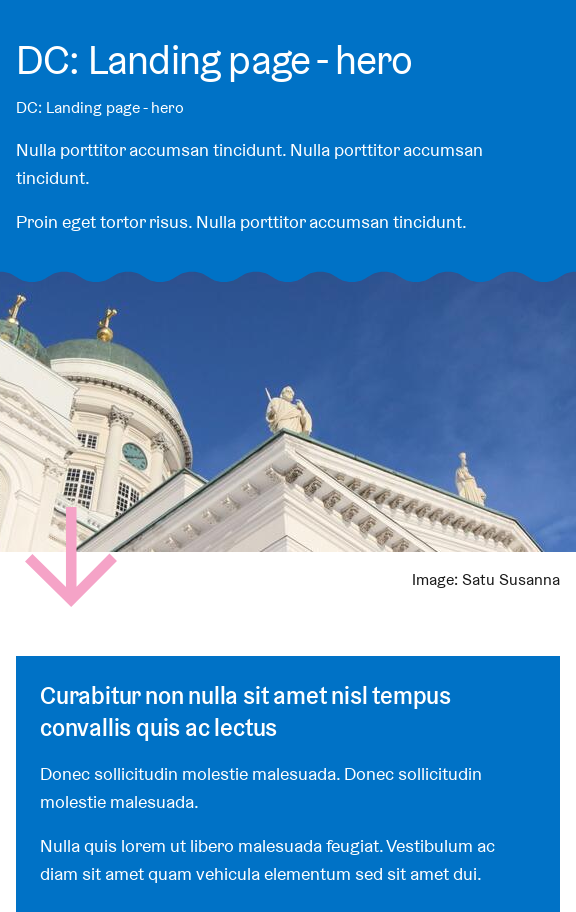 DC: Landing page - hero
DC: Landing page - hero
Nulla porttitor accumsan tincidunt. Nulla porttitor accumsan
tincidunt.
Proin eget tortor risus. Nulla porttitor accumsan tincidunt.
Image: Satu Susanna
Curabitur non nulla sit amet nisl tempus
convallis quis ac lectus
Donec sollicitudin molestie malesuada. Donec sollicitudin
molestie malesuada.
Nulla quis lorem ut libero malesuada feugiat. Vestibulum ac
diam sit amet quam vehicula elementum sed sit amet dui.